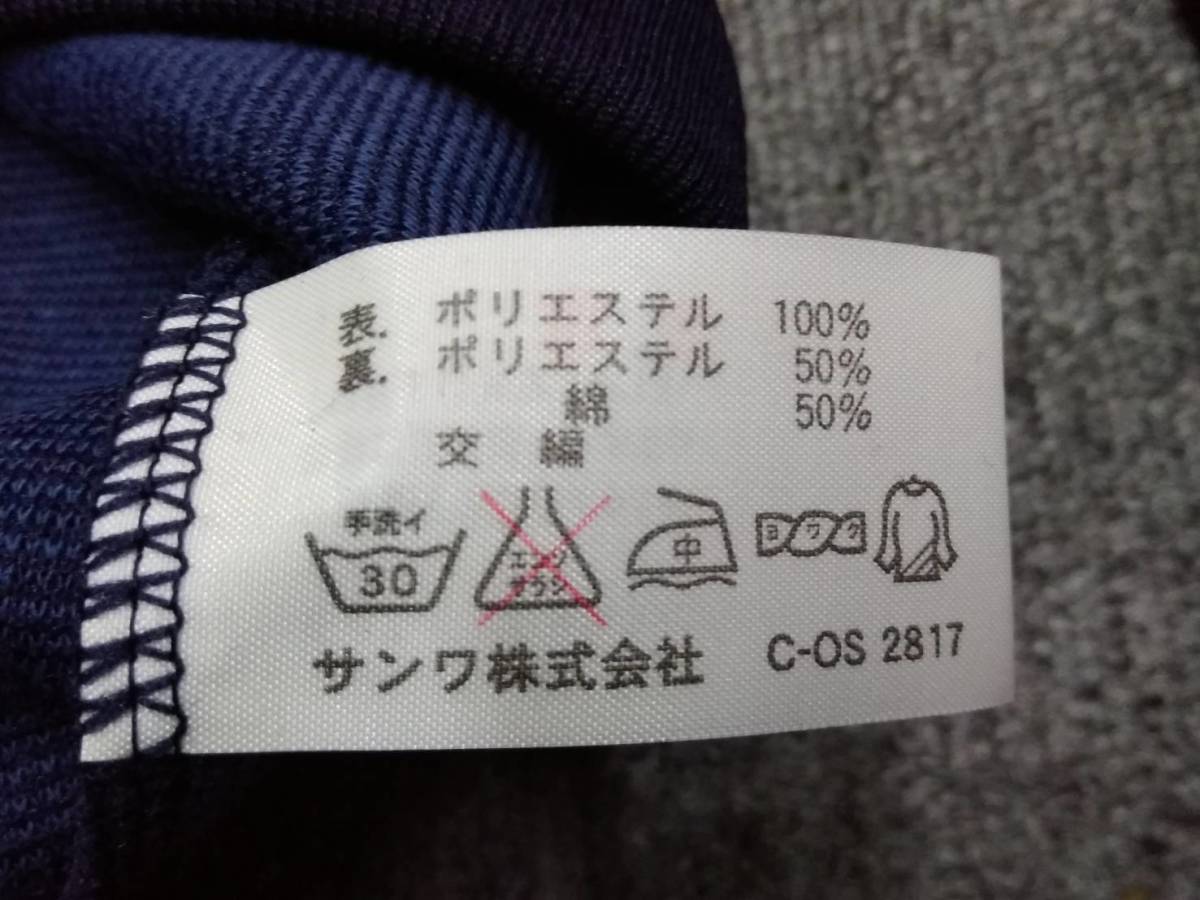 表. ポリエステル 100%
裏. ポリエステル 50%
綿 50%
交 編
手洗イ
30
エンソ
サラシ
中
ヨワク
サンワ株式会社 C-OS 2817